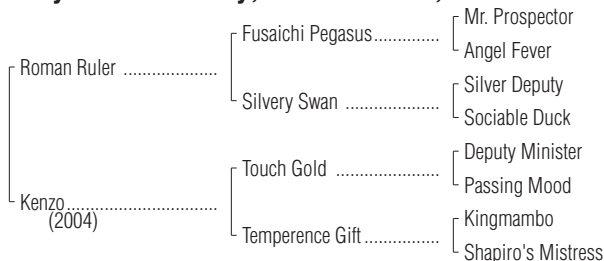 Mr. Prospector
Fusaichi Pegasus
Angel Fever
Roman Ruler
Silver Deputy
Silvery Swan
Sociable Duck
Deputy Minister
Touch Gold
Passing Mood
Kenzo
(2004)
Kingmambo
Temperence Gift
Shapiro's Mistress